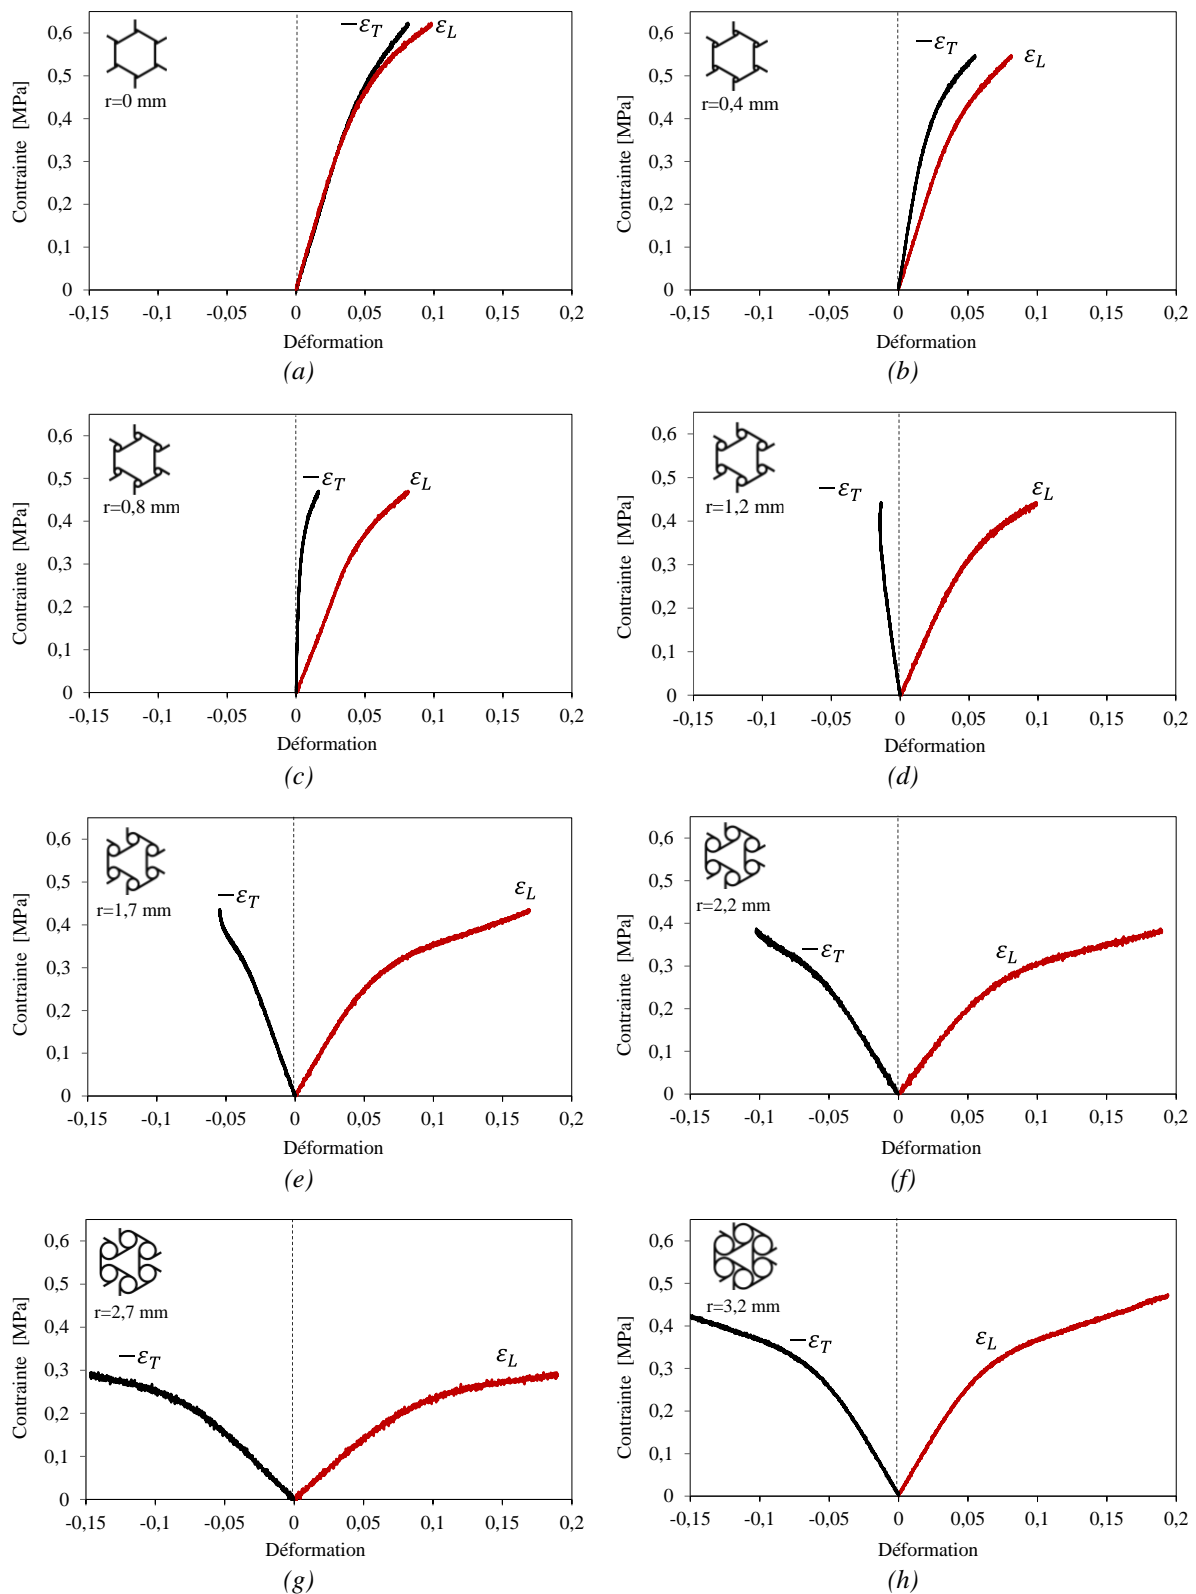 0,6
0,5
0,4
0,3
0,2
0,1
0
Contrainte [MPa]
r=0 mm
−ε_T
ε_L
-0,15 -0,1 -0,05 0 0,05 0,1 0,15 0,2
Déformation
(a)
0,6
0,5
0,4
0,3
0,2
0,1
0
Contrainte [MPa]
r=0,4 mm
−ε_T
ε_L
-0,15 -0,1 -0,05 0 0,05 0,1 0,15 0,2
Déformation
(b)
0,6
0,5
0,4
0,3
0,2
0,1
0
Contrainte [MPa]
r=0,8 mm
−ε_T
ε_L
-0,15 -0,1 -0,05 0 0,05 0,1 0,15 0,2
Déformation
(c)
0,6
0,5
0,4
0,3
0,2
0,1
0
Contrainte [MPa]
r=1,2 mm
−ε_T
ε_L
-0,15 -0,1 -0,05 0 0,05 0,1 0,15 0,2
Déformation
(d)
0,6
0,5
0,4
0,3
0,2
0,1
0
Contrainte [MPa]
r=1,7 mm
−ε_T
ε_L
-0,15 -0,1 -0,05 0 0,05 0,1 0,15 0,2
Déformation
(e)
0,6
0,5
0,4
0,3
0,2
0,1
0
Contrainte [MPa]
r=2,2 mm
−ε_T
ε_L
-0,15 -0,1 -0,05 0 0,05 0,1 0,15 0,2
Déformation
(f)
0,6
0,5
0,4
0,3
0,2
0,1
0
Contrainte [MPa]
r=2,7 mm
−ε_T
ε_L
-0,15 -0,1 -0,05 0 0,05 0,1 0,15 0,2
Déformation
(g)
0,6
0,5
0,4
0,3
0,2
0,1
0
Contrainte [MPa]
r=3,2 mm
−ε_T
ε_L
-0,15 -0,1 -0,05 0 0,05 0,1 0,15 0,2
Déformation
(h)